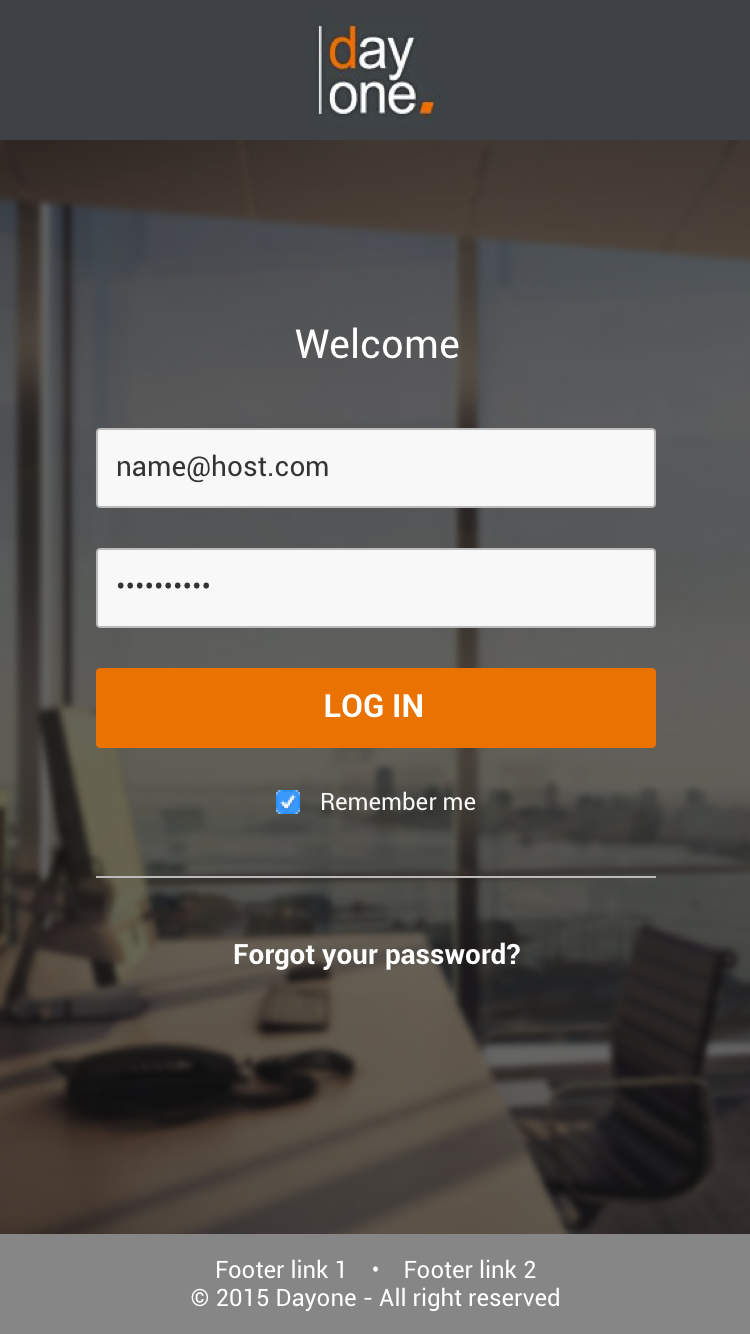 day
one.
Welcome
name@host.com
••••••••••
LOG IN
Remember me
Forgot your password?
Footer link 1 • Footer link 2
© 2015 Dayone - All right reserved